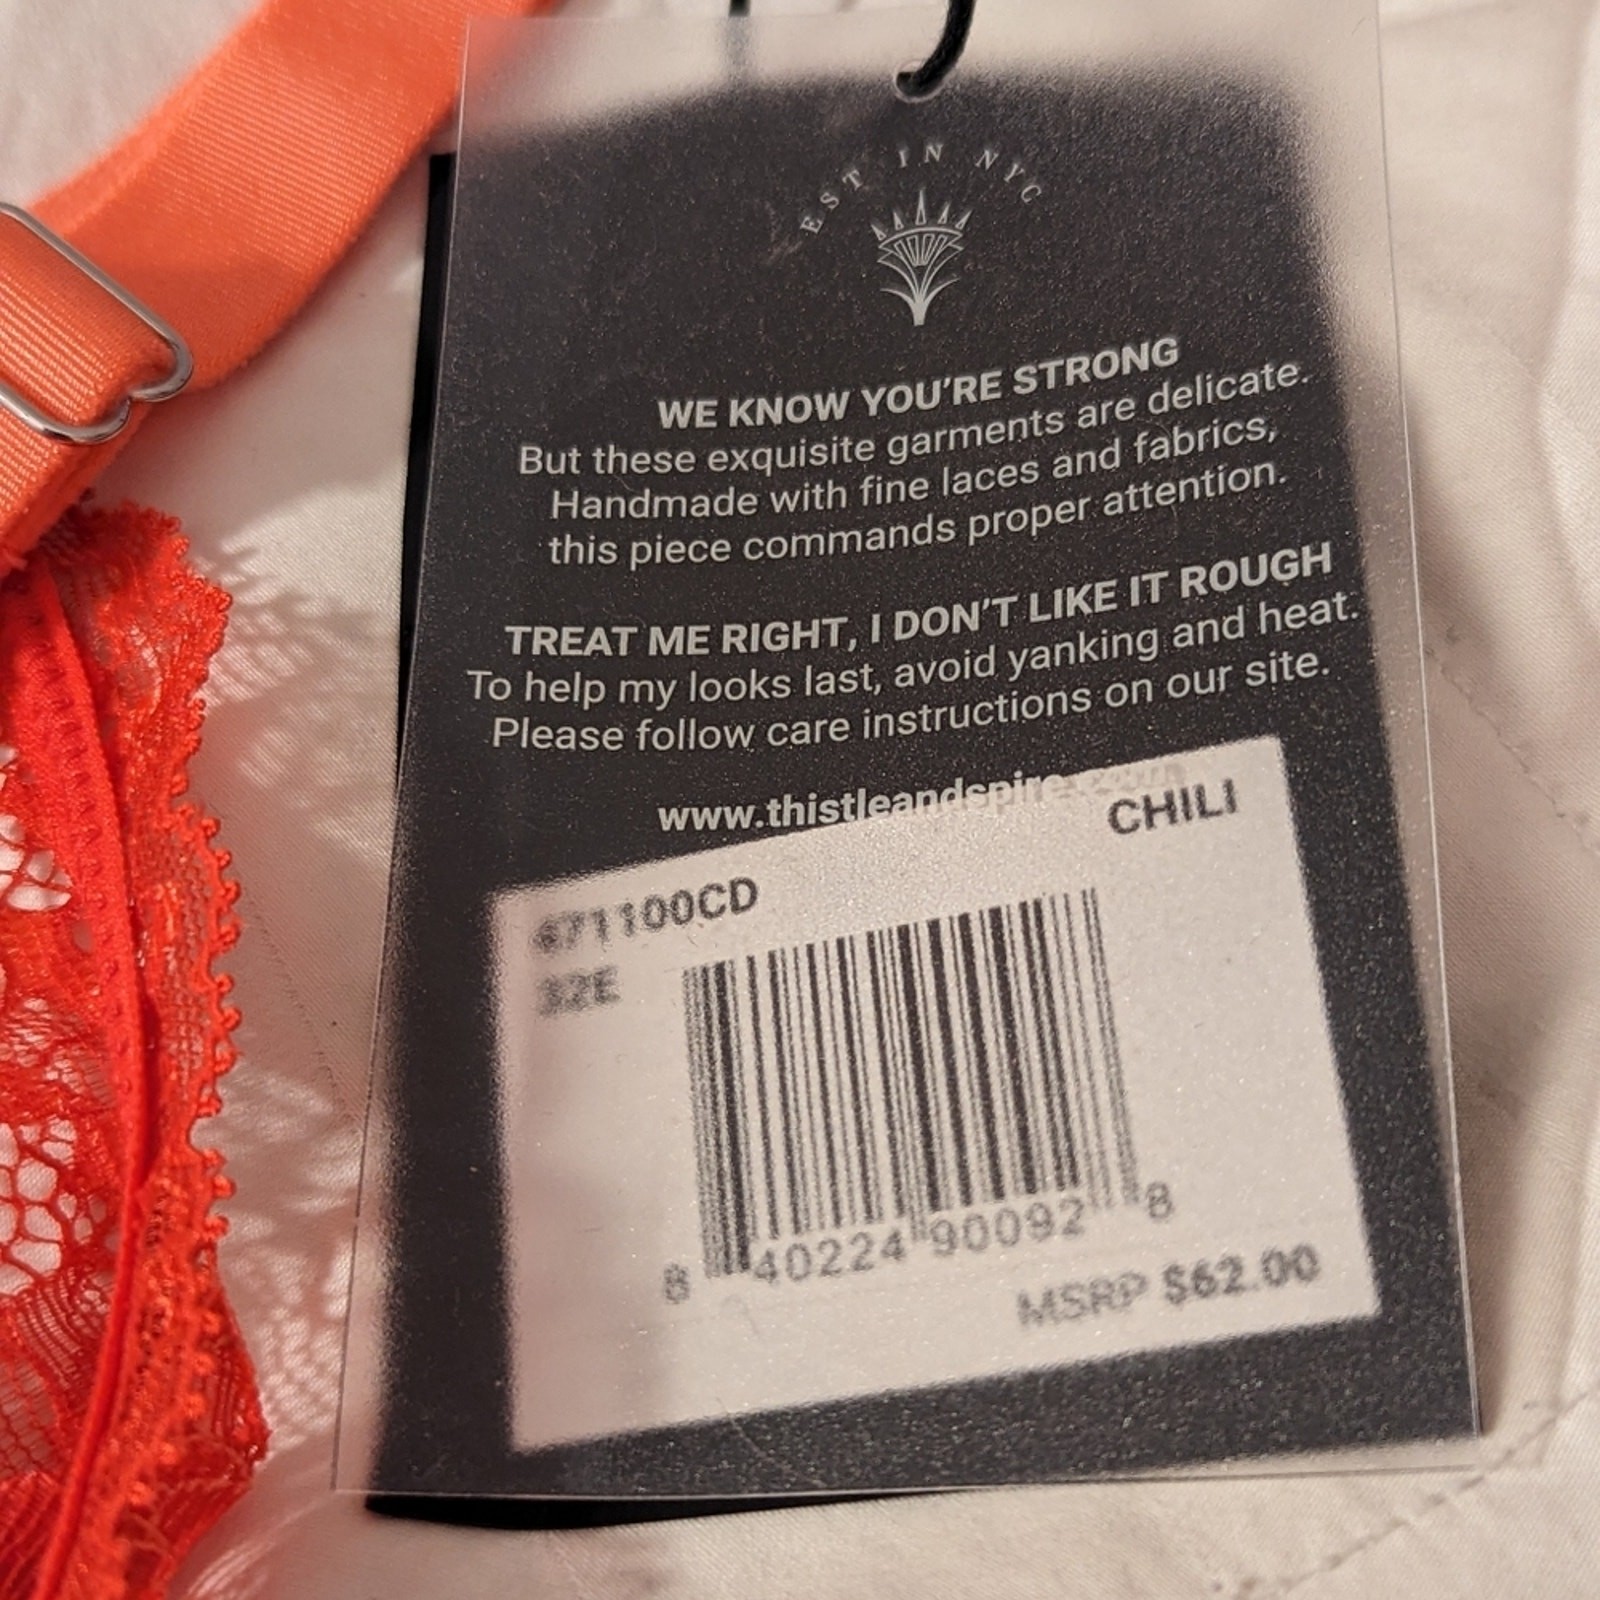 EST IN NYC
WE KNOW YOU'RE STRONG
But these exquisite garments are delicate.
Handmade with fine laces and fabrics,
this piece commands proper attention.
TREAT ME RIGHT, I DON'T LIKE IT ROUGH
To help my looks last, avoid yanking and heat.
Please follow care instructions on our site.
www.thistleandspire.com
CHILI
471100CD
32E
8 40224 90092 8
MSRP $62.00